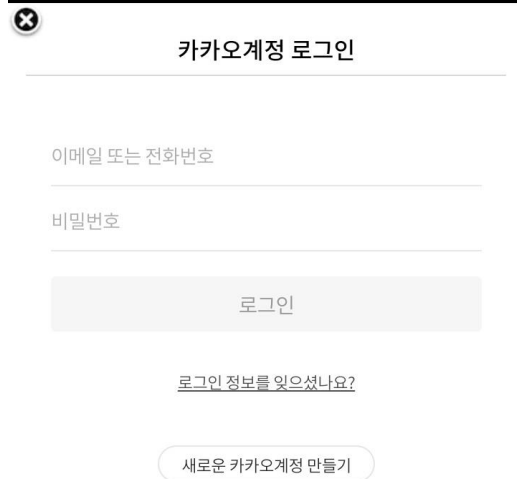 카카오계정 로그인
이메일 또는 전화번호
비밀번호
로그인
로그인 정보를 잊으셨나요?
새로운 카카오계정 만들기